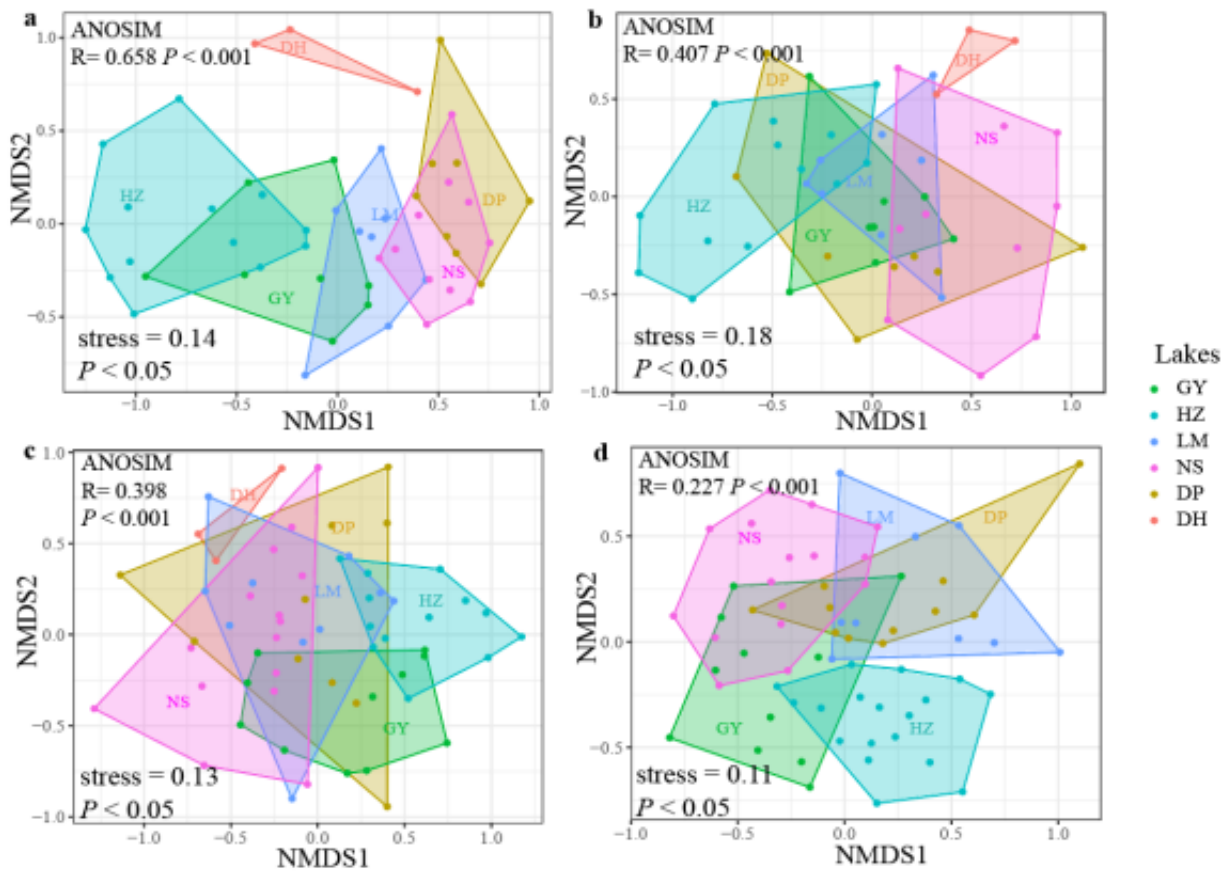 a
ANOSIM
R= 0.658 P < 0.001
DH
HZ
LM
DP
GY
NS
stress = 0.14
P < 0.05
NMDS2
1.0
0.5
0.0
−0.5
−1.0
−0.5
0.0
0.5
1.0
NMDS1
b
ANOSIM
R= 0.407 P < 0.001
DH
DP
NS
LM
HZ
GY
stress = 0.18
P < 0.05
NMDS2
0.5
0.0
−0.5
−1.0
−1.0
−0.5
0.0
0.5
1.0
NMDS1
c
ANOSIM
R= 0.398
P < 0.001
DH
DP
LM
HZ
NS
GY
stress = 0.13
P < 0.05
NMDS2
1.0
0.5
0.0
−0.5
−1.0
−1.0
−0.5
0.0
0.5
1.0
NMDS1
d
ANOSIM
R= 0.227 P < 0.001
LM
DP
NS
GY
HZ
stress = 0.11
P < 0.05
NMDS2
0.5
0.0
−0.5
−1.0
−0.5
0.0
0.5
1.0
NMDS1
Lakes
GY
HZ
LM
NS
DP
DH